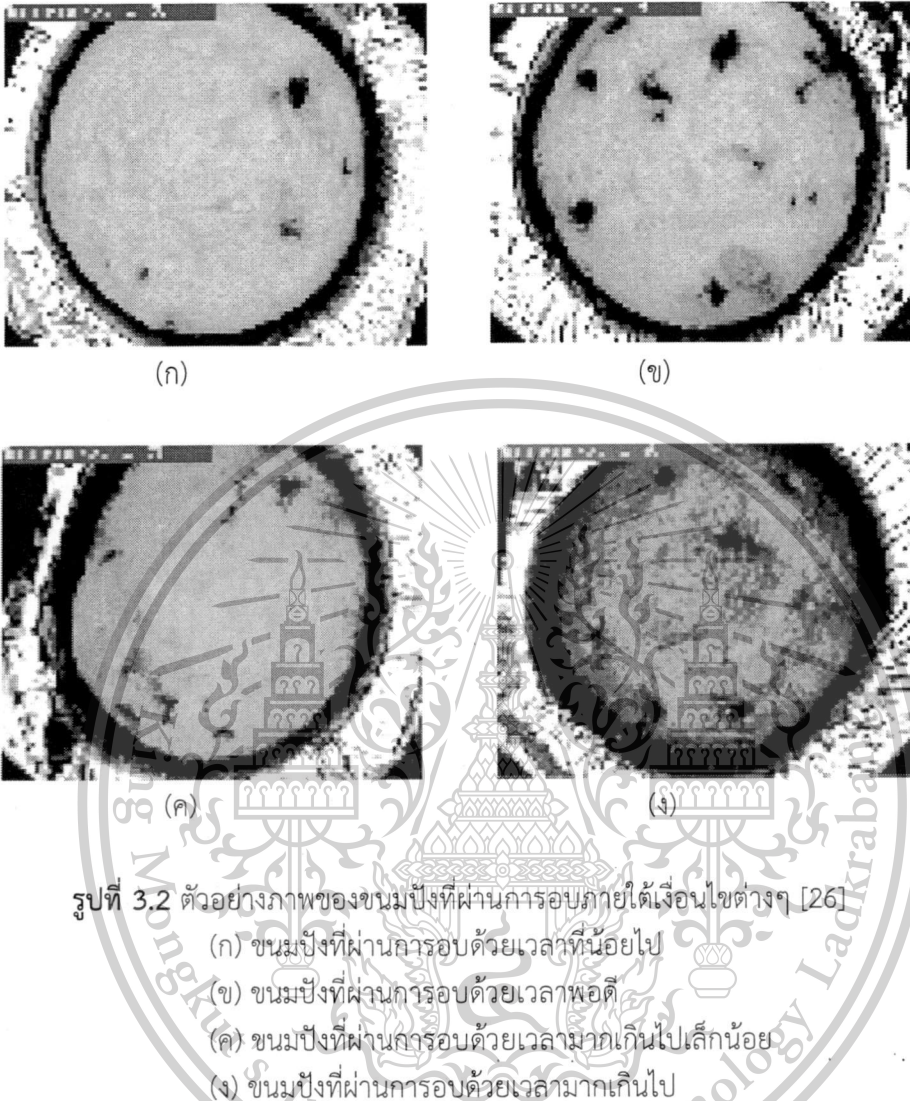 (ก)
(ข)
(ค)
(ง)
รูปที่ 3.2 ตัวอย่างภาพของขนมปังที่ผ่านการอบภายใต้เงื่อนไขต่างๆ [26]
(ก) ขนมปังที่ผ่านการอบด้วยเวลาที่น้อยไป
(ข) ขนมปังที่ผ่านการอบด้วยเวลาพอดี
(ค) ขนมปังที่ผ่านการอบด้วยเวลามากเกินไปเล็กน้อย
(ง) ขนมปังที่ผ่านการอบด้วยเวลามากเกินไป